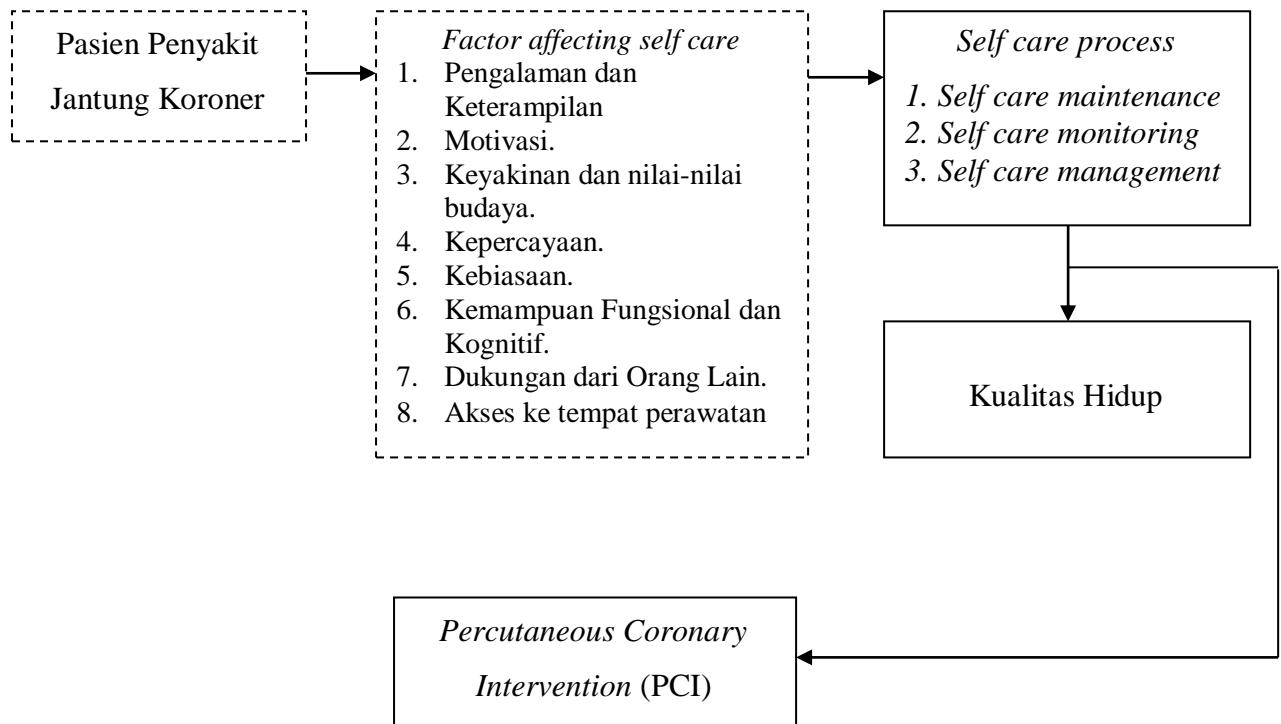 Pasien Penyakit
Jantung Koroner
Factor affecting self care
1. Pengalaman dan
Keterampilan
2. Motivasi.
3. Keyakinan dan nilai-nilai
budaya.
4. Kepercayaan.
5. Kebiasaan.
6. Kemampuan Fungsional dan
Kognitif.
7. Dukungan dari Orang Lain.
8. Akses ke tempat perawatan
Self care process
1. Self care maintenance
2. Self care monitoring
3. Self care management
Kualitas Hidup
Percutaneous Coronary
Intervention (PCI)